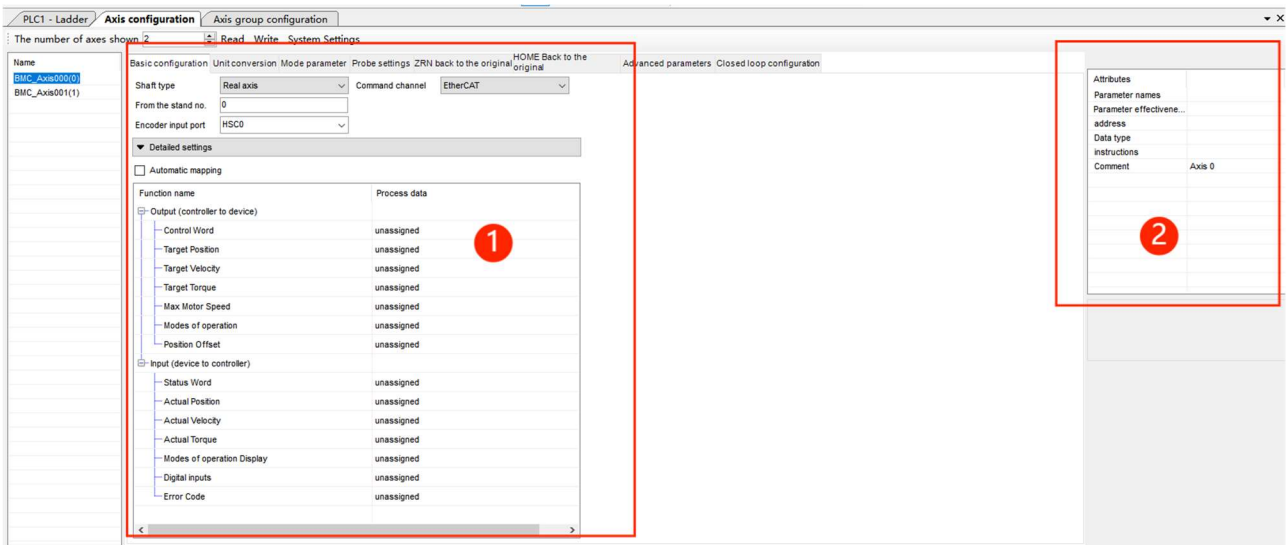 PLC1 - Ladder Axis configuration Axis group configuration
The number of axes shown 2 Read Write System Settings
Name
BMC_Axis000(0)
BMC_Axis001(1)
Basic configuration Unit conversion Mode parameter Probe settings ZRN back to the original HOME Back to the original Advanced parameters Closed loop configuration
Shaft type Real axis Command channel EtherCAT
From the stand no. 0
Encoder input port HSC0
Detailed settings
Automatic mapping
Function name Process data
Output (controller to device)
Control Word unassigned
Target Position unassigned
Target Velocity unassigned
Target Torque unassigned
Max Motor Speed unassigned
Modes of operation unassigned
Position Offset unassigned
Input (device to controller)
Status Word unassigned
Actual Position unassigned
Actual Velocity unassigned
Actual Torque unassigned
Modes of operation Display unassigned
Digital inputs unassigned
Error Code unassigned
1
Attributes
Parameter names
Parameter effectivene...
address
Data type
instructions
Comment Axis 0
2